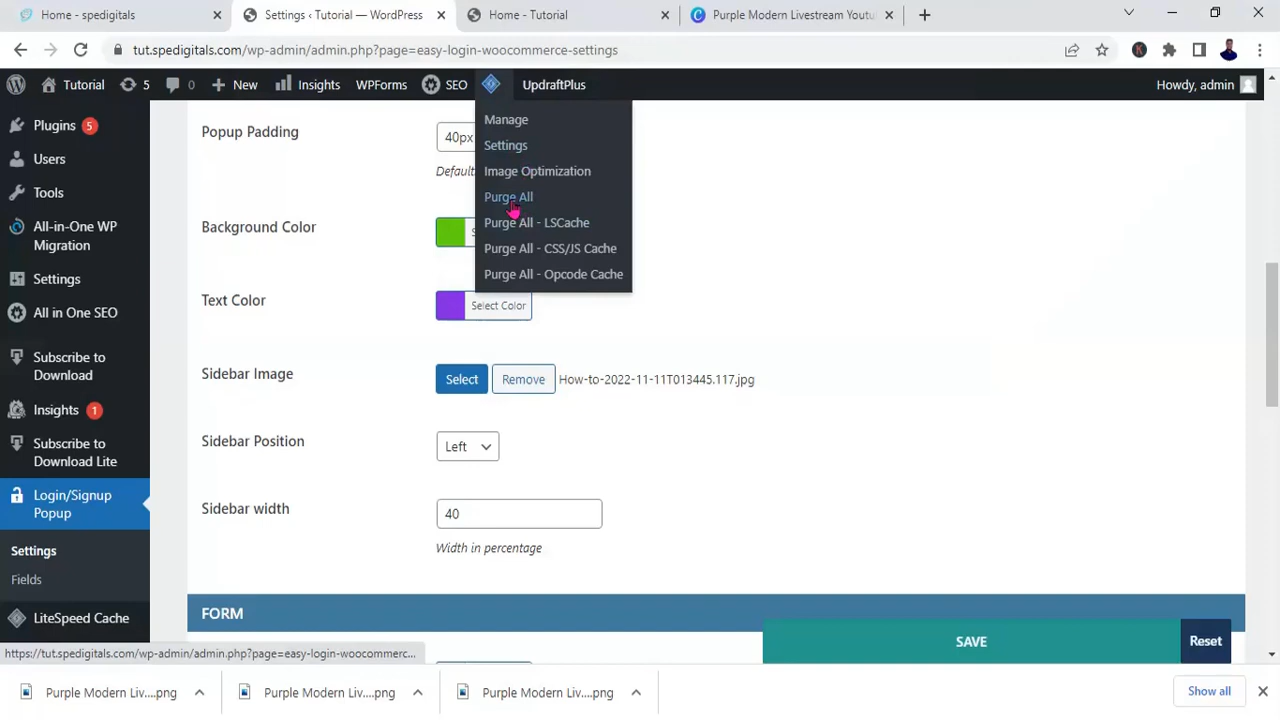 Home - spedigitals
Settings ‹ Tutorial — WordPress
Home - Tutorial
Purple Modern Livestream Youtu
tut.spedigitals.com/wp-admin/admin.php?page=easy-login-woocommerce-settings
Tutorial
5
0
New
Insights
WPForms
SEO
UpdraftPlus
Howdy, admin
Manage
Settings
Image Optimization
Purge All
Purge All - LSCache
Purge All - CSS/JS Cache
Purge All - Opcode Cache
Plugins 5
Users
Tools
All-in-One WP
Migration
Settings
All in One SEO
Subscribe to
Download
Insights 1
Subscribe to
Download Lite
Login/Signup
Popup
Settings
Fields
LiteSpeed Cache
Popup Padding
40px
Default
Background Color
Text Color
Select Color
Sidebar Image
Select
Remove
How-to-2022-11-11T013445.117.jpg
Sidebar Position
Left
Sidebar width
40
Width in percentage
FORM
SAVE
Reset
https://tut.spedigitals.com/wp-admin/admin.php?page=easy-login-woocommerc...
Purple Modern Liv....png
Purple Modern Liv....png
Purple Modern Liv....png
Show all